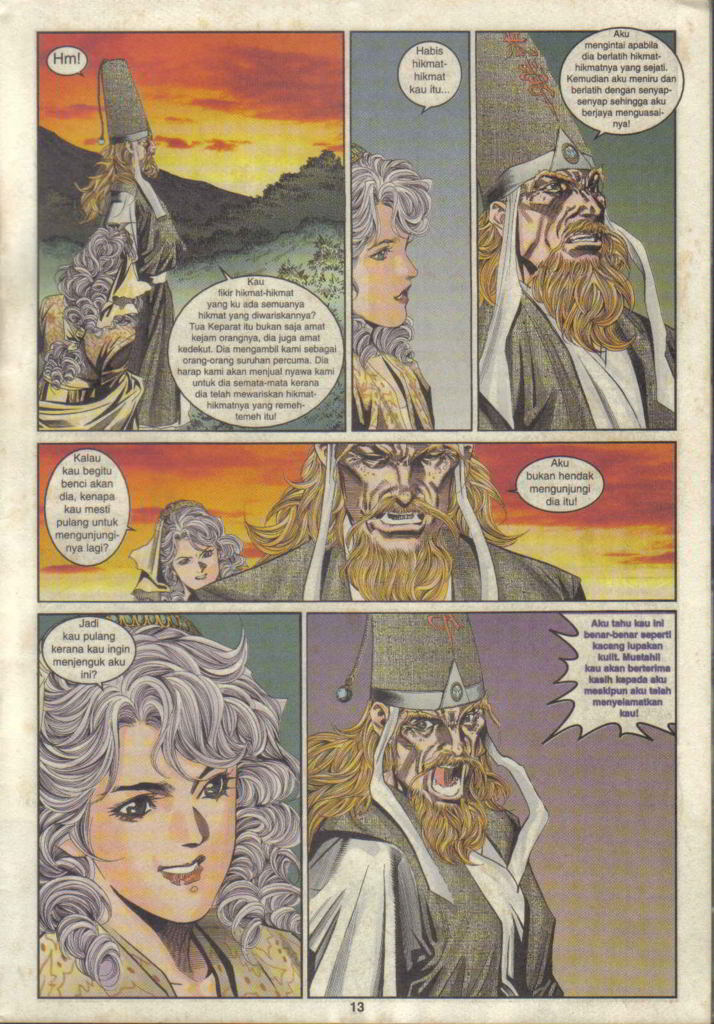 Hm!
Kau
fikir hikmat-hikmat
yang ku ada semuanya
hikmat yang diwariskannya?
Tua Keparat itu bukan saja amat
kejam orangnya, dia juga amat
kedekut. Dia mengambil kami sebagai
orang-orang suruhan percuma. Dia
harap kami akan menjual nyawa kami
untuk dia semata-mata kerana
dia telah mewariskan hikmat-
hikmatnya yang remeh-
temeh itu!
Habis
hikmat-
hikmat
kau itu...
Aku
mengintai apabila
dia berlatih hikmat-
hikmatnya yang sejati.
Kemudian aku meniru dan
berlatih dengan senyap-
senyap sehingga aku
berjaya menguasai-
nya!
Kalau
kau begitu
benci akan
dia, kenapa
kau mesti
pulang untuk
mengunjungi-
nya lagi?
Aku
bukan hendak
mengunjungi
dia itu!
Jadi
kau pulang
kerana kau ingin
menjenguk aku
ini?
Aku tahu kau ini
benar-benar seperti
kacang lupakan
kulit. Mustahil
kau akan berterima
kasih kepada aku
meskipun aku telah
menyelamatkan
kau!
13